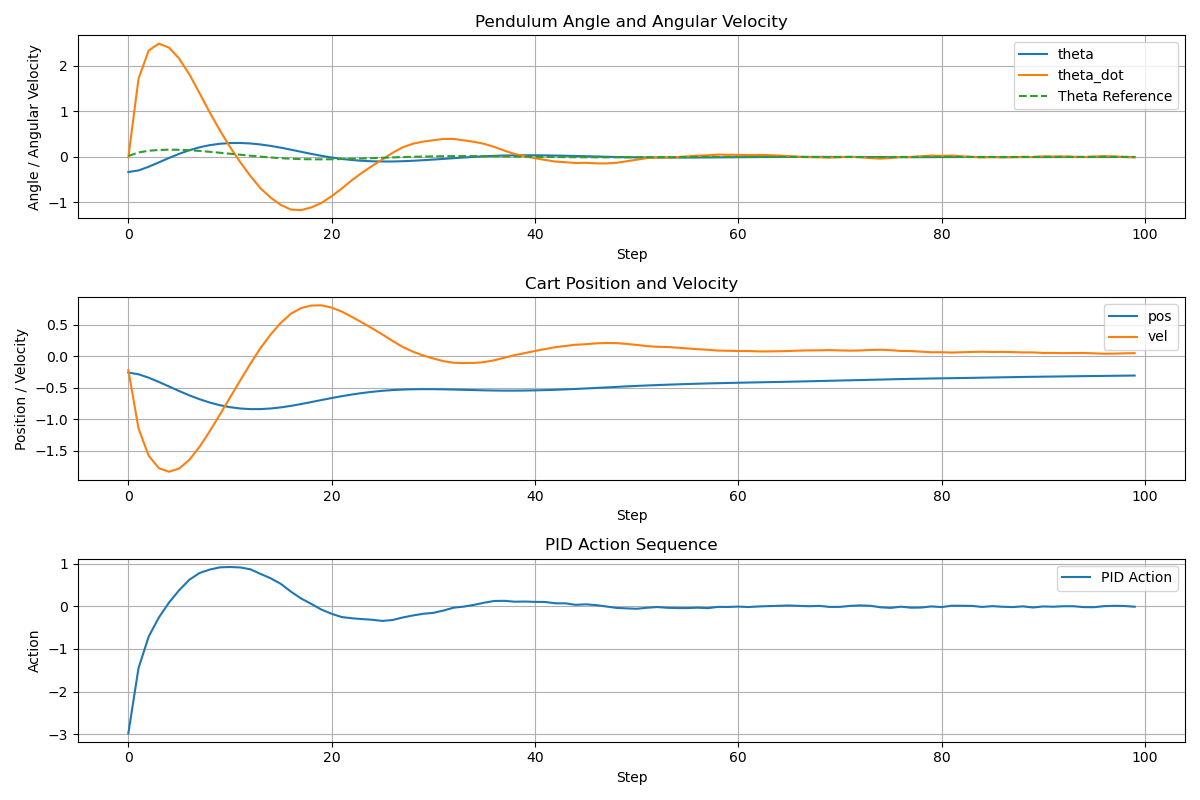 Pendulum Angle and Angular Velocity
Angle / Angular Velocity
2
1
0
−1
theta
theta_dot
Theta Reference
0 20 40 60 80 100
Step
Cart Position and Velocity
Position / Velocity
0.5
0.0
−0.5
−1.0
−1.5
pos
vel
0 20 40 60 80 100
Step
PID Action Sequence
Action
1
0
−1
−2
−3
PID Action
0 20 40 60 80 100
Step